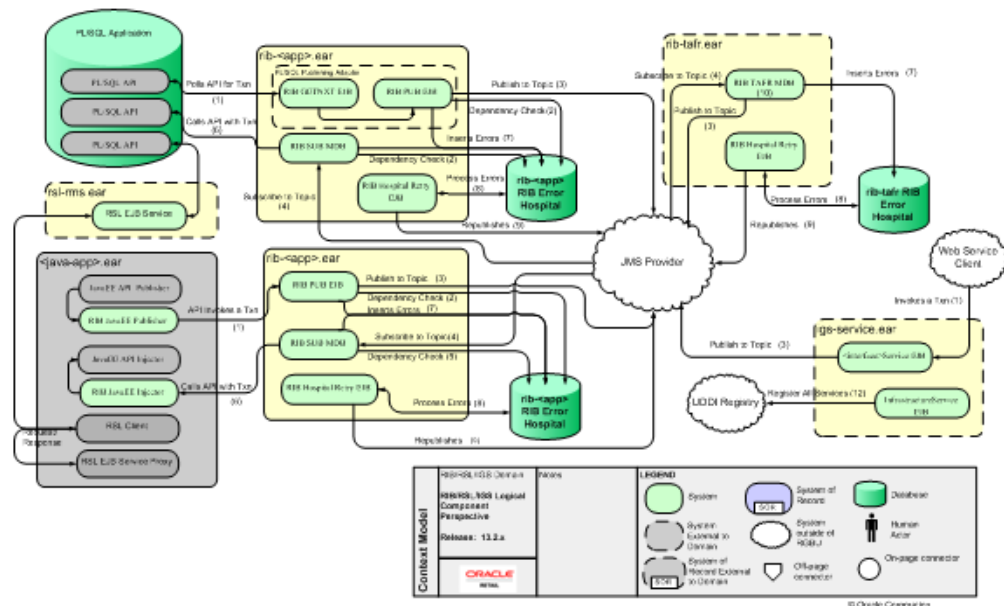 PL/SQL Application
PL/SQL API
PL/SQL API
PL/SQL API
rib-<app>.ear
PL/SQL Publishing Adapter
RIB GETNXT EJB
RIB PUB EJB
RIB SUB MDB
RIB Hospital Retry
EJB
Polls API for Txn
(1)
Calls API with Txn
(6)
Publish to Topic (3)
Dependency Check(2)
Inserts Errors (7)
Dependency Check (2)
Process Errors
(8)
Subscribe to Topic
(4)
Republishes (9)
rib-<app>
RIB Error
Hospital
rib-tafr.ear
Subscribe to Topic (4)
RIB TAFR MDB
(10)
Inserts Errors (7)
Publish to Topic
(3)
RIB Hospital Retry
EJB
Process Errors (8)
Republishes (9)
rib-tafr RIB
Error
Hospital
rsl-rms.ear
RSL EJB Service
JMS Provider
Web Service
Client
Invokes a Txn(1)
<java-app>.ear
JavaEE API Publisher
RIB JavaEE Publisher
JavaEE API Injector
RIB JavaEE Injector
RSL Client
Request
Response
RSL EJB Service Proxy
API Invokes a Txn
(1)
Calls API with Txn
(6)
rib-<app>.ear
RIB PUB EJB
RIB SUB MDB
RIB Hospital Retry EJB
Publish to Topic (3)
Dependency Check (2)
Inserts Errors (7)
Subscribe to Topic(4)
Dependency Check (5)
Process Errors (8)
Republishes
rib-<app>
RIB Error
Hospital
igs-service.ear
Publish to Topic (3)
<interface>Service EJB
UDDI Registry
Register All Services (12)
InfrastructureService
EJB
Context Model
RIB/RSL/IGS Domain
RIB/RSL/IGS Logical
Component
Perspective
Release: 13.2.x
ORACLE
RETAIL
Notes
LEGEND
System
System of
Record
SOR
Database
System
External to
Domain
System
outside of
RGBU
Human
Actor
System of
Record External
to Domain
SOR
Off-page
connector
On-page connector
© Oracle Corporation